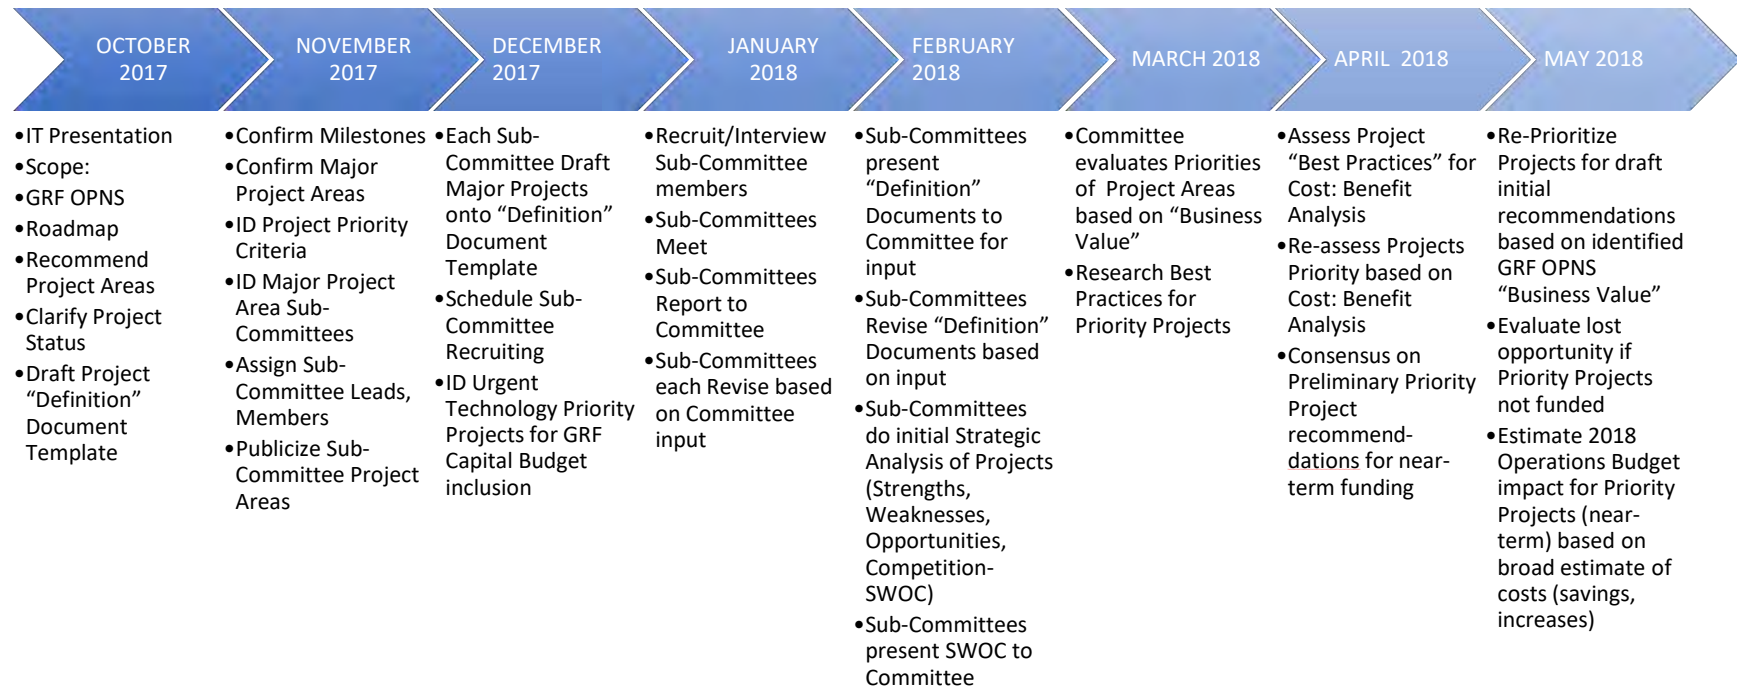 OCTOBER
2017
NOVEMBER
2017
DECEMBER
2017
JANUARY
2018
FEBRUARY
2018
MARCH 2018
APRIL  2018
MAY 2018
•IT Presentation
•Scope:
•GRF OPNS
•Roadmap
•Recommend
Project Areas
•Clarify Project
Status
•Draft Project
“Definition”
Document
Template
•Confirm Milestones
•Confirm Major
Project Areas
•ID Project Priority
Criteria
•ID Major Project
Area Sub-
Committees
•Assign Sub-
Committee Leads,
Members
•Publicize Sub-
Committee Project
Areas
•Each Sub-
Committee Draft
Major Projects
onto “Definition”
Document
Template
•Schedule Sub-
Committee
Recruiting
•ID Urgent
Technology Priority
Projects for GRF
Capital Budget
inclusion
•Recruit/Interview
Sub-Committee
members
•Sub-Committees
Meet
•Sub-Committees
Report to
Committee
•Sub-Committees
each Revise based
on Committee
input
•Sub-Committees
present
“Definition”
Documents to
Committee for
input
•Sub-Committees
Revise “Definition”
Documents based
on input
•Sub-Committees
do initial Strategic
Analysis of Projects
(Strengths,
Weaknesses,
Opportunities,
Competition-
SWOC)
•Sub-Committees
present SWOC to
Committee
•Committee
evaluates Priorities
of  Project Areas
based on “Business
Value”
•Research Best
Practices for
Priority Projects
•Assess Project
“Best Practices” for
Cost: Benefit
Analysis
•Re-assess Projects
Priority based on
Cost: Benefit
Analysis
•Consensus on
Preliminary Priority
Project
recommend-
dations for near-
term funding
•Re-Prioritize
Projects for draft
initial
recommendations
based on identified
GRF OPNS
“Business Value”
•Evaluate lost
opportunity if
Priority Projects
not funded
•Estimate 2018
Operations Budget
impact for Priority
Projects (near-
term) based on
broad estimate of
costs (savings,
increases)